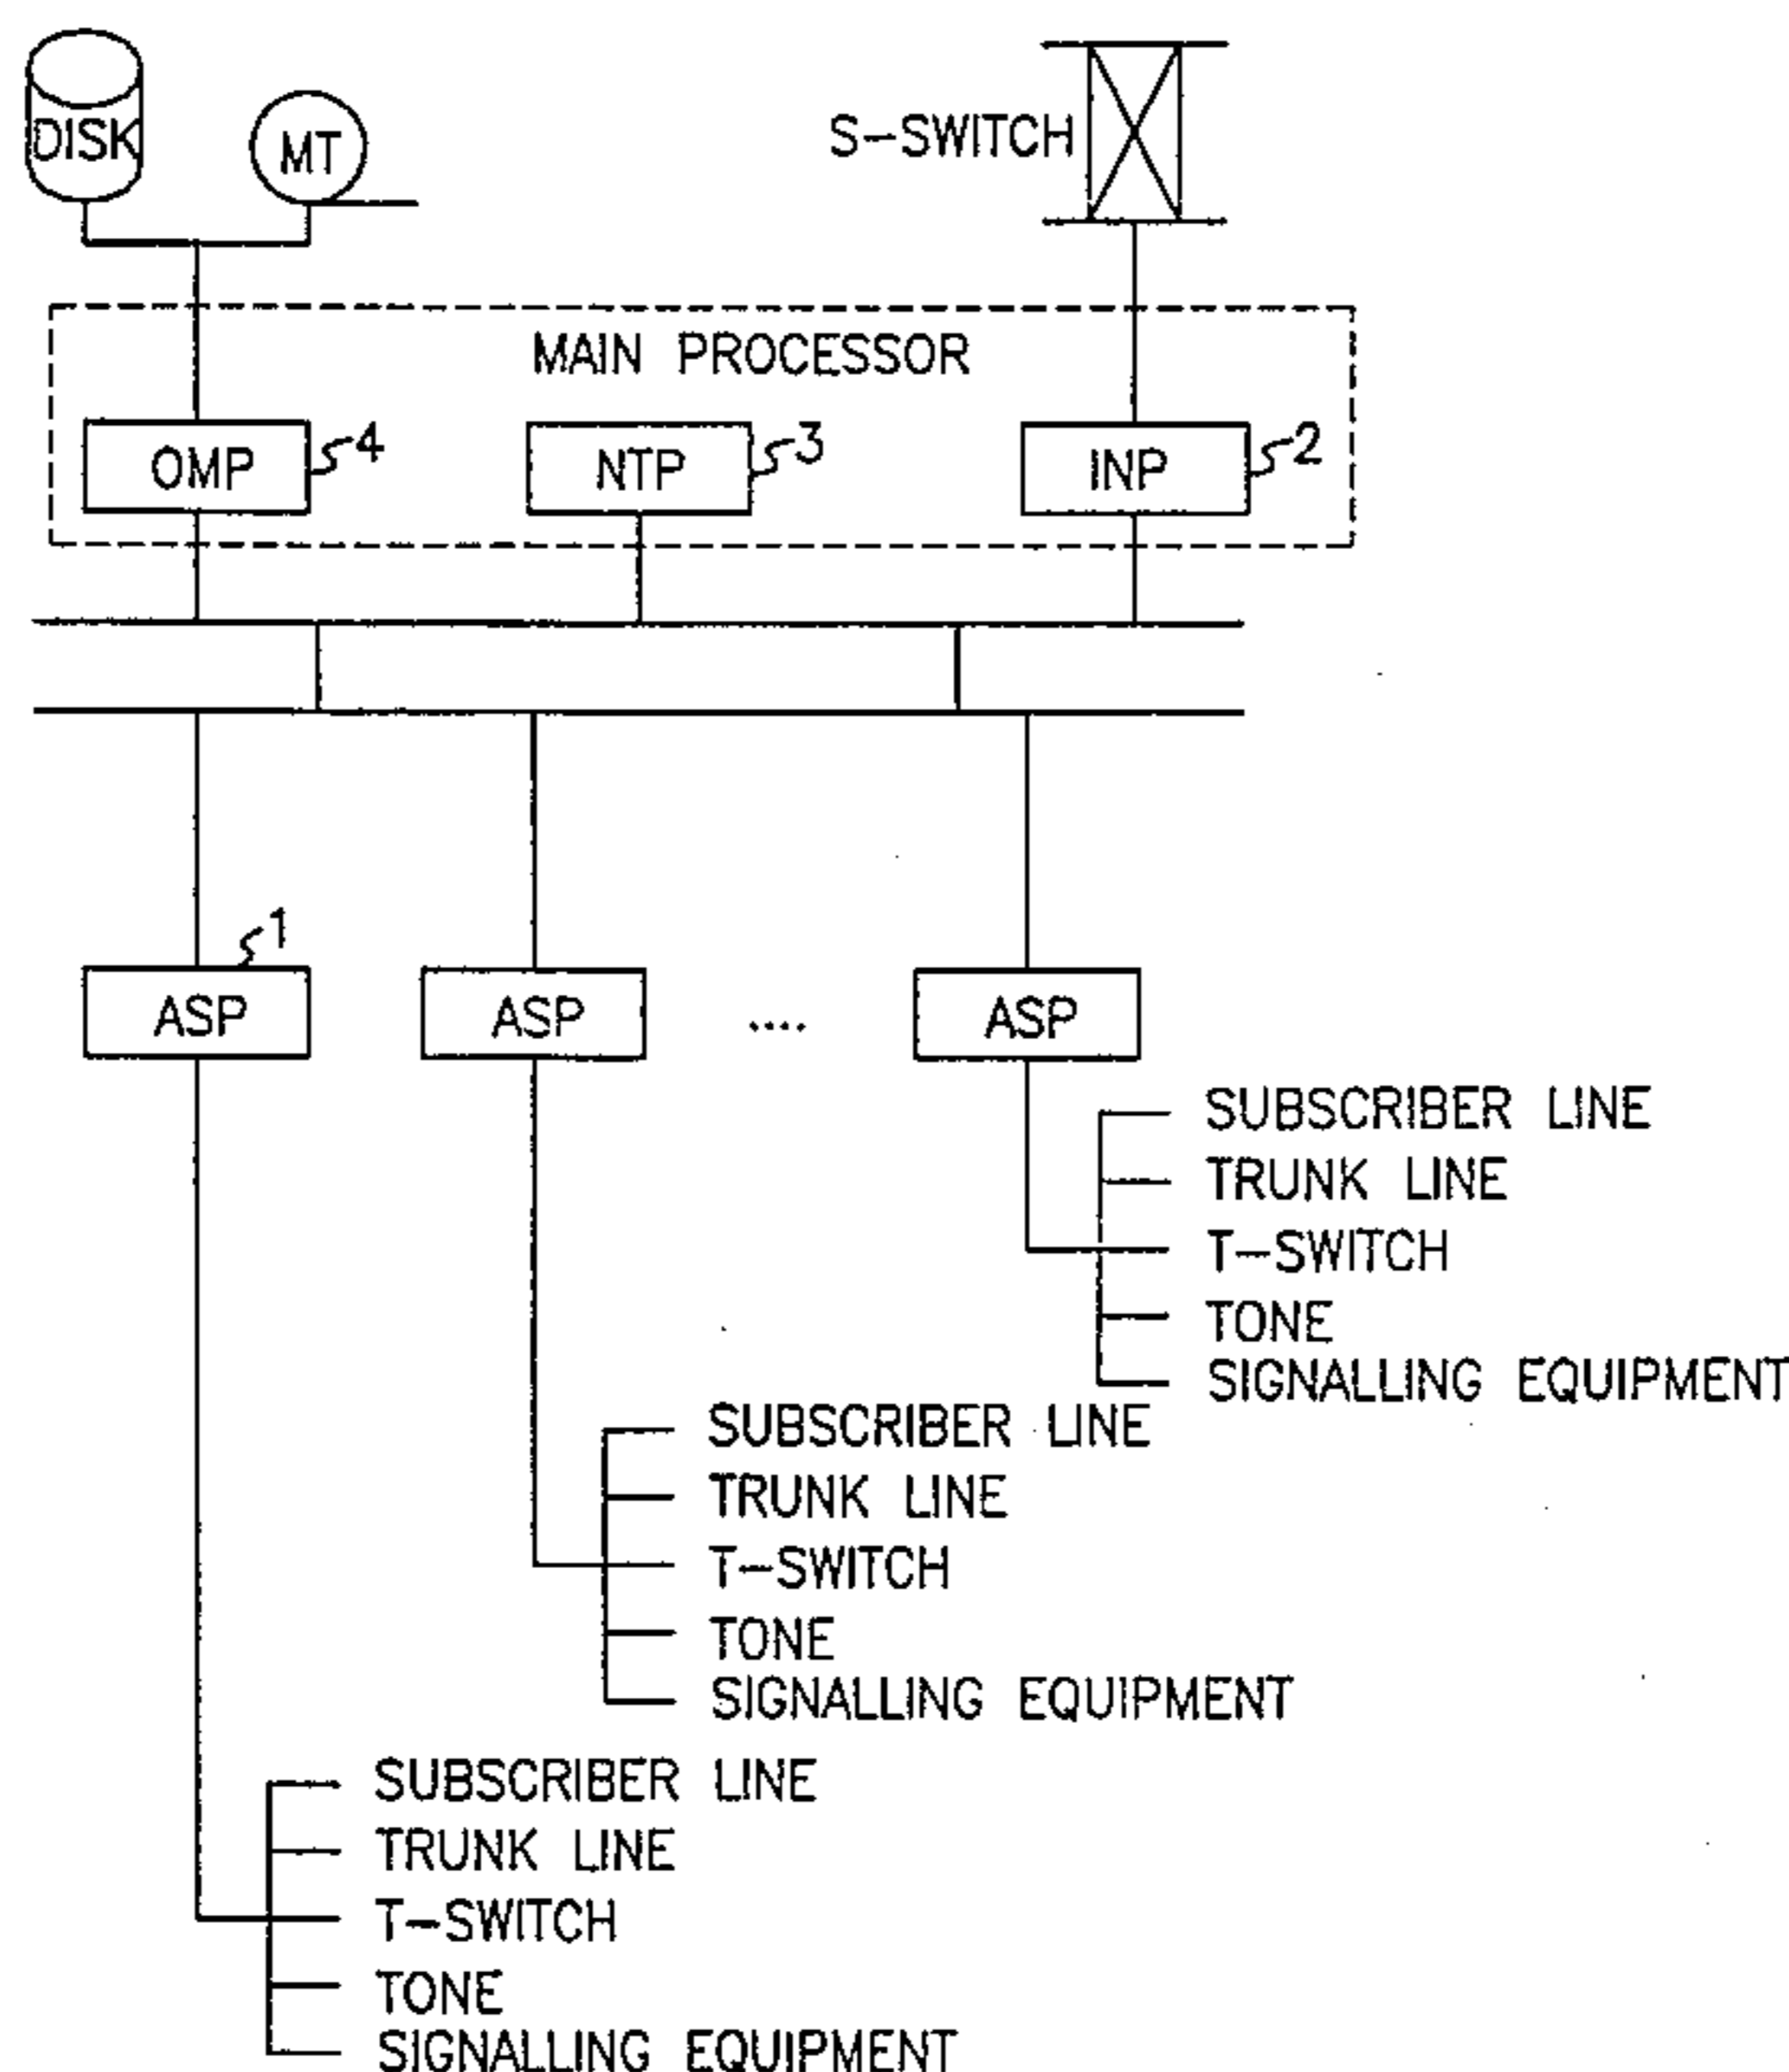 DISK
MT
S-SWITCH
MAIN PROCESSOR
OMP
4
NTP
3
INP
2
1
ASP
ASP
....
ASP
SUBSCRIBER LINE
TRUNK LINE
T-SWITCH
TONE
SIGNALLING EQUIPMENT
SUBSCRIBER LINE
TRUNK LINE
T-SWITCH
TONE
SIGNALLING EQUIPMENT
SUBSCRIBER LINE
TRUNK LINE
T-SWITCH
TONE
SIGNALLING EQUIPMENT